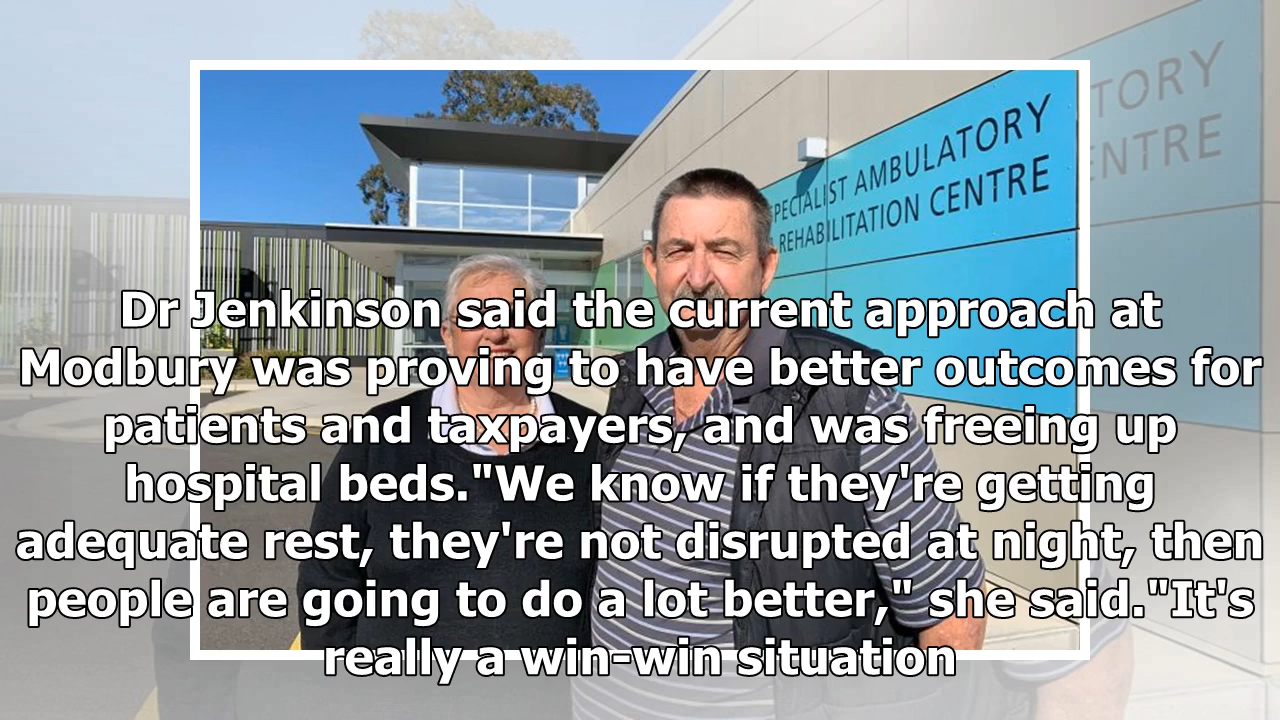 SPECIALIST AMBULATORY
REHABILITATION CENTRE
TORY
ENTRE
Dr Jenkinson said the current approach at
Modbury was proving to have better outcomes for
patients and taxpayers, and was freeing up
hospital beds."We know if they're getting
adequate rest, they're not disrupted at night, then
people are going to do a lot better," she said."It's
really a win-win situation